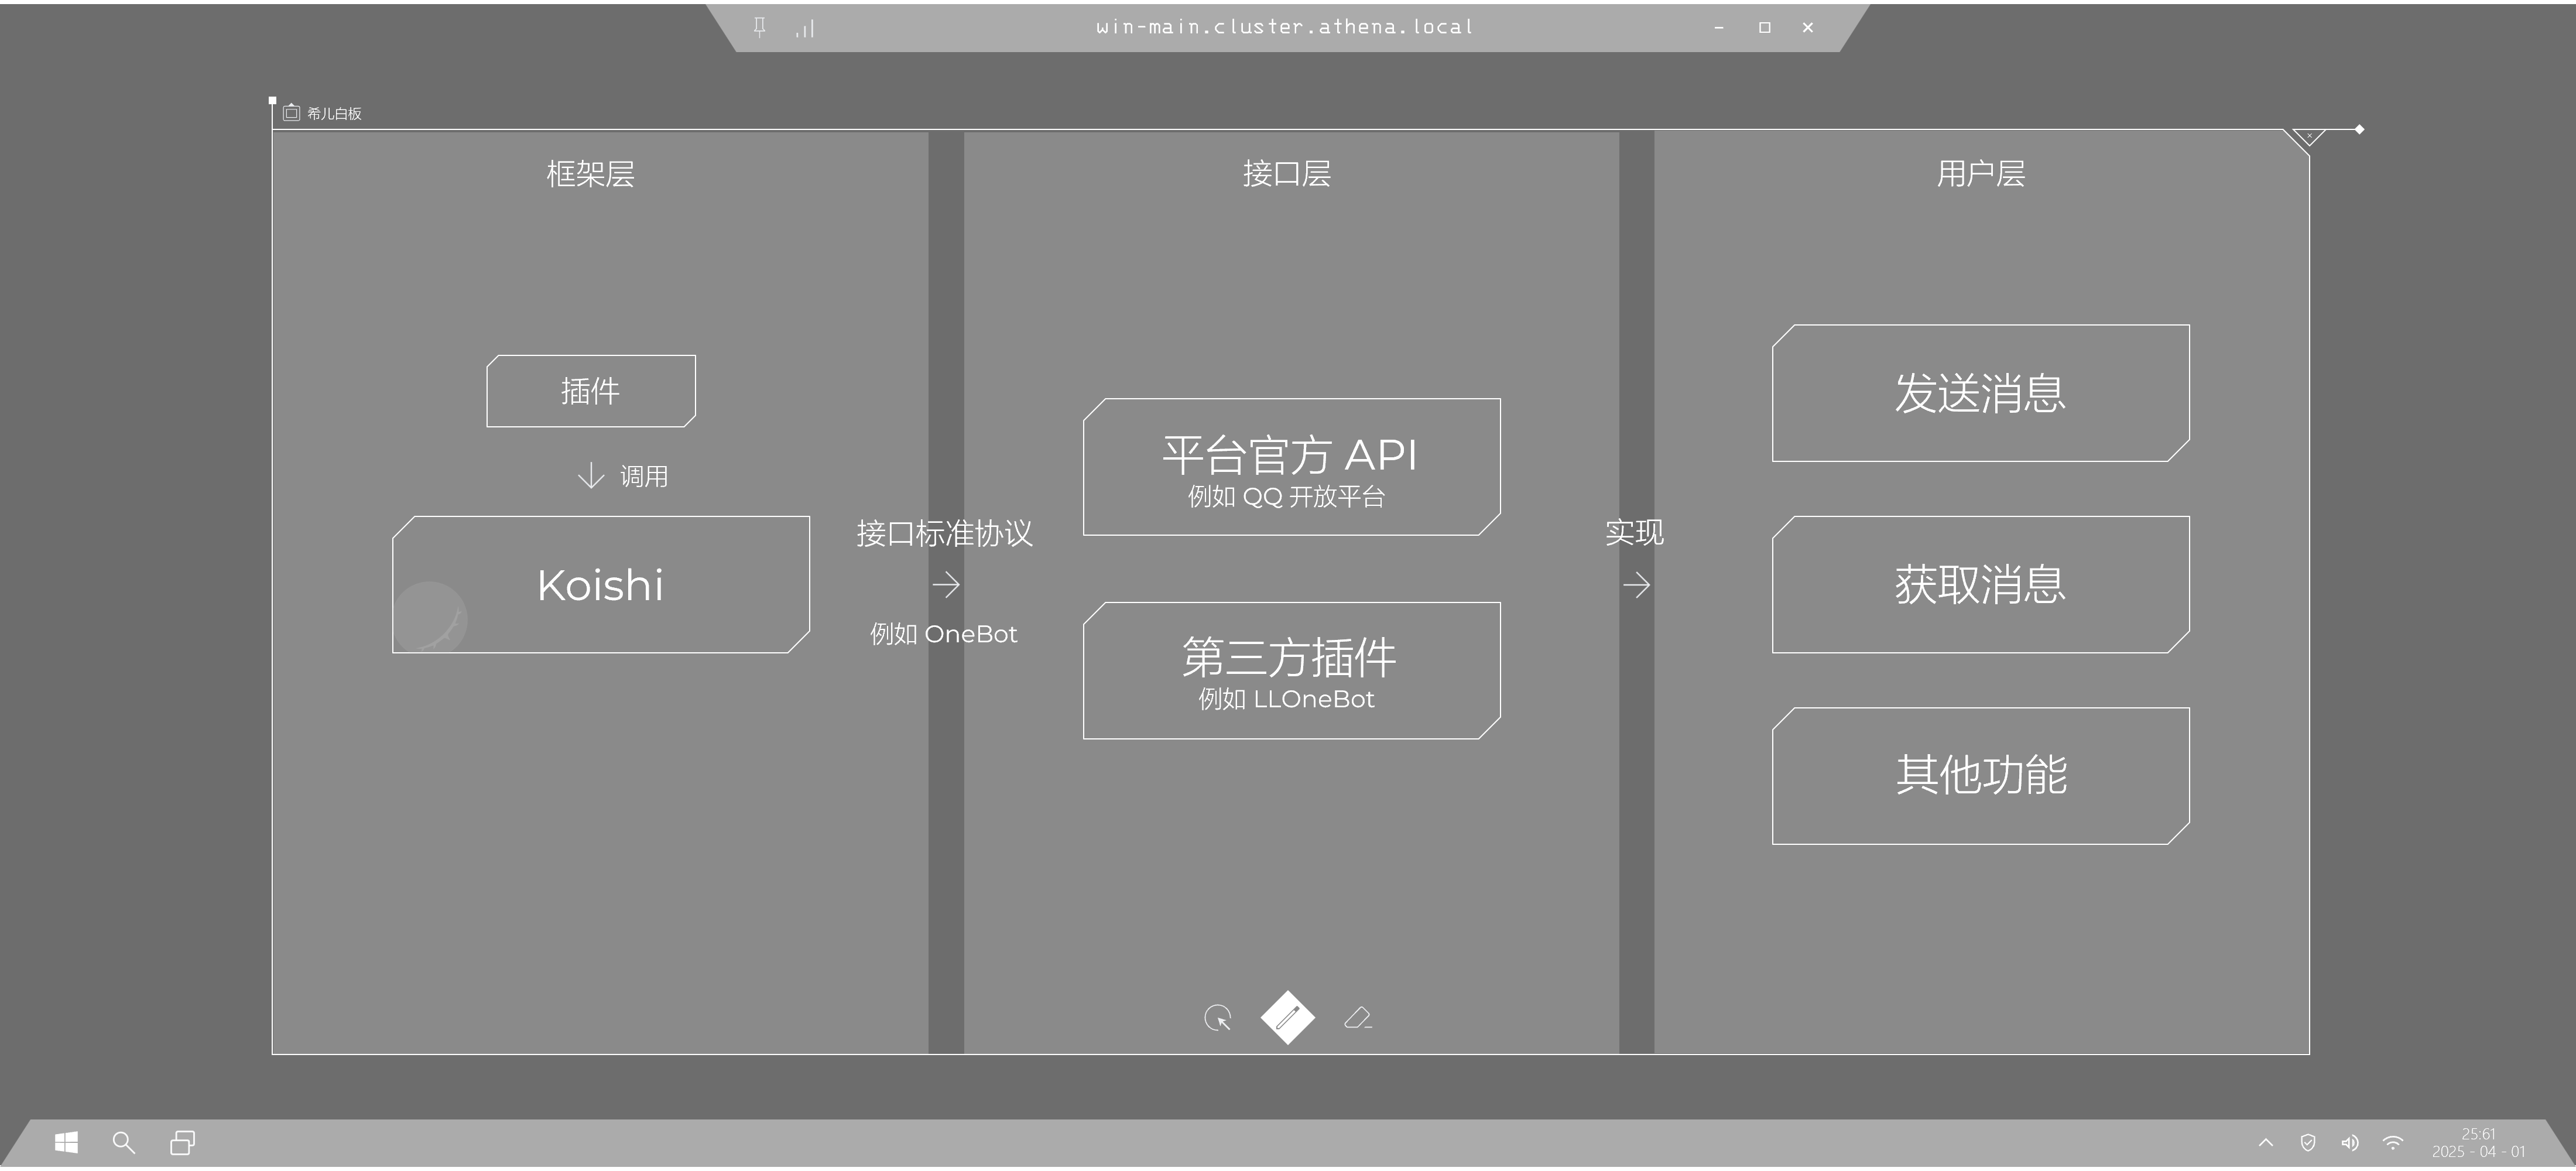 win-main.cluster.athena.local
希儿白板
框架层
插件
调用
Koishi
接口标准协议
例如 OneBot
接口层
平台官方 API
例如 QQ 开放平台
第三方插件
例如 LLOneBot
实现
用户层
发送消息
获取消息
其他功能
25:61
2025 - 04 - 01